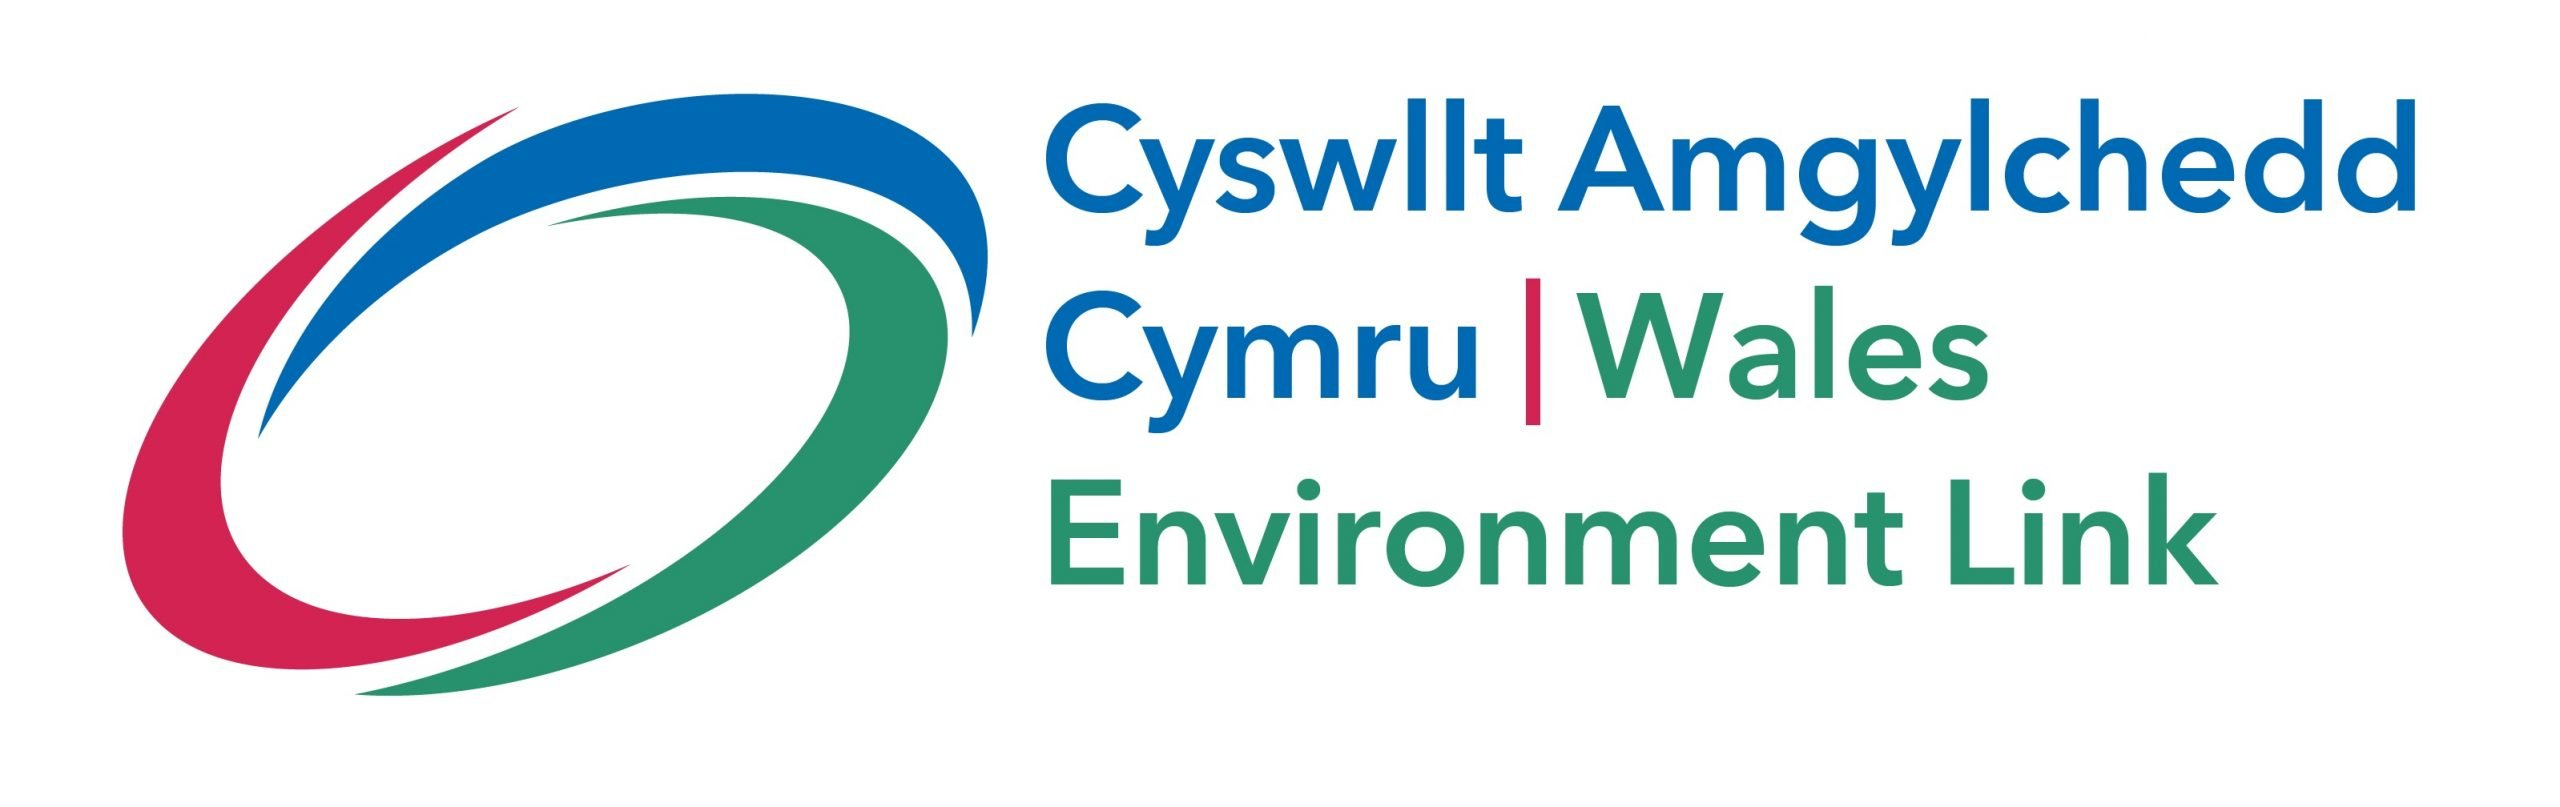 Cyswllt Amgylchedd
Cymru | Wales
Environment Link